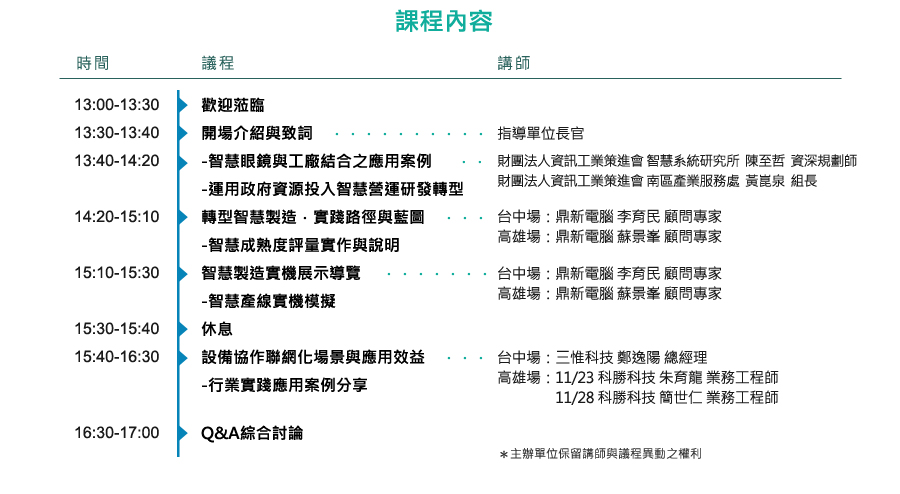 課程內容
時間 議程 講師
13:00-13:30 歡迎蒞臨
13:30-13:40 開場介紹與致詞 指導單位長官
13:40-14:20 -智慧眼鏡與工廠結合之應用案例 財團法人資訊工業策進會 智慧系統研究所 陳至哲 資深規劃師
-運用政府資源投入智慧營運研發轉型 財團法人資訊工業策進會 南區產業服務處 黃崑泉 組長
14:20-15:10 轉型智慧製造．實踐路徑與藍圖 台中場：鼎新電腦 李育民 顧問專家
高雄場：鼎新電腦 蘇景峯 顧問專家
-智慧成熟度評量實作與說明
15:10-15:30 智慧製造實機展示導覽 台中場：鼎新電腦 李育民 顧問專家
高雄場：鼎新電腦 蘇景峯 顧問專家
-智慧產線實機模擬
15:30-15:40 休息
15:40-16:30 設備協作聯網化場景與應用效益 台中場：三惟科技 鄭逸陽 總經理
高雄場：11/23 科勝科技 朱育龍 業務工程師
-行業實踐應用案例分享
11/28 科勝科技 簡世仁 業務工程師
16:30-17:00 Q&A綜合討論
＊主辦單位保留講師與議程異動之權利